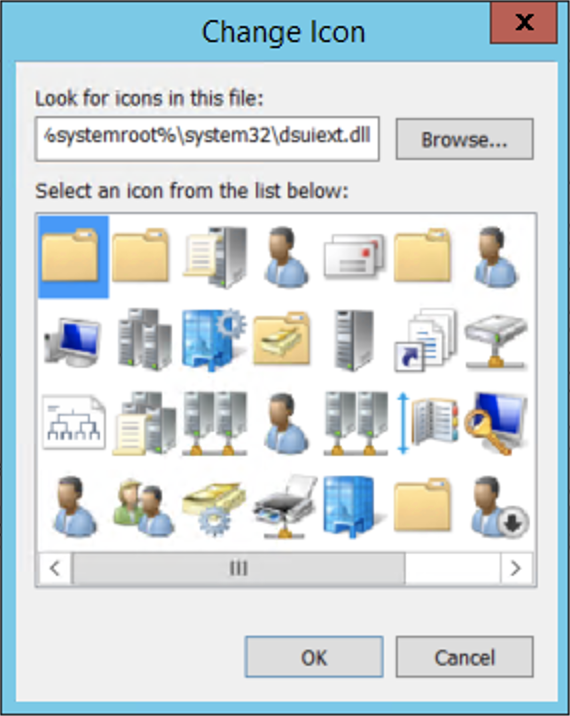 Change Icon
Look for icons in this file:
%systemroot%\system32\dsuiext.dll
Browse...
Select an icon from the list below:
OK
Cancel